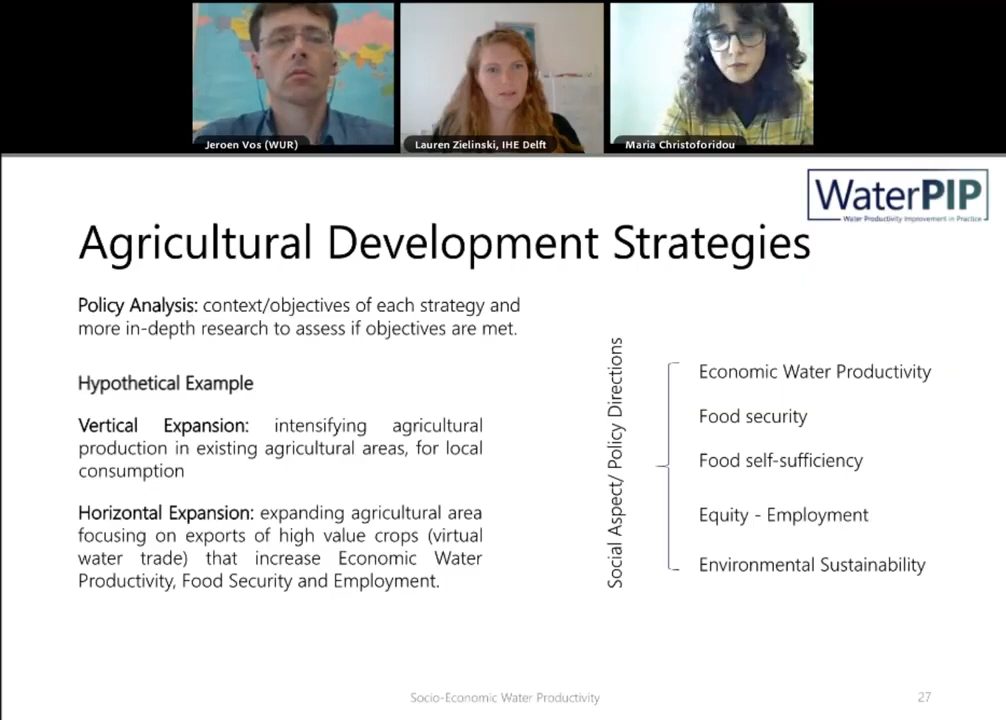 Jeroen Vos (WUR)
Lauren Zielinski, IHE Delft
Maria Christoforidou
WaterPIP
Water Productivity Improvement in Practice
Agricultural Development Strategies
Policy Analysis: context/objectives of each strategy and
more in-depth research to assess if objectives are met.
Hypothetical Example
Vertical Expansion: intensifying agricultural
production in existing agricultural areas, for local
consumption
Horizontal Expansion: expanding agricultural area
focusing on exports of high value crops (virtual
water trade) that increase Economic Water
Productivity, Food Security and Employment.
Social Aspect/ Policy Directions
Economic Water Productivity
Food security
Food self-sufficiency
Equity - Employment
Environmental Sustainability
Socio-Economic Water Productivity
27